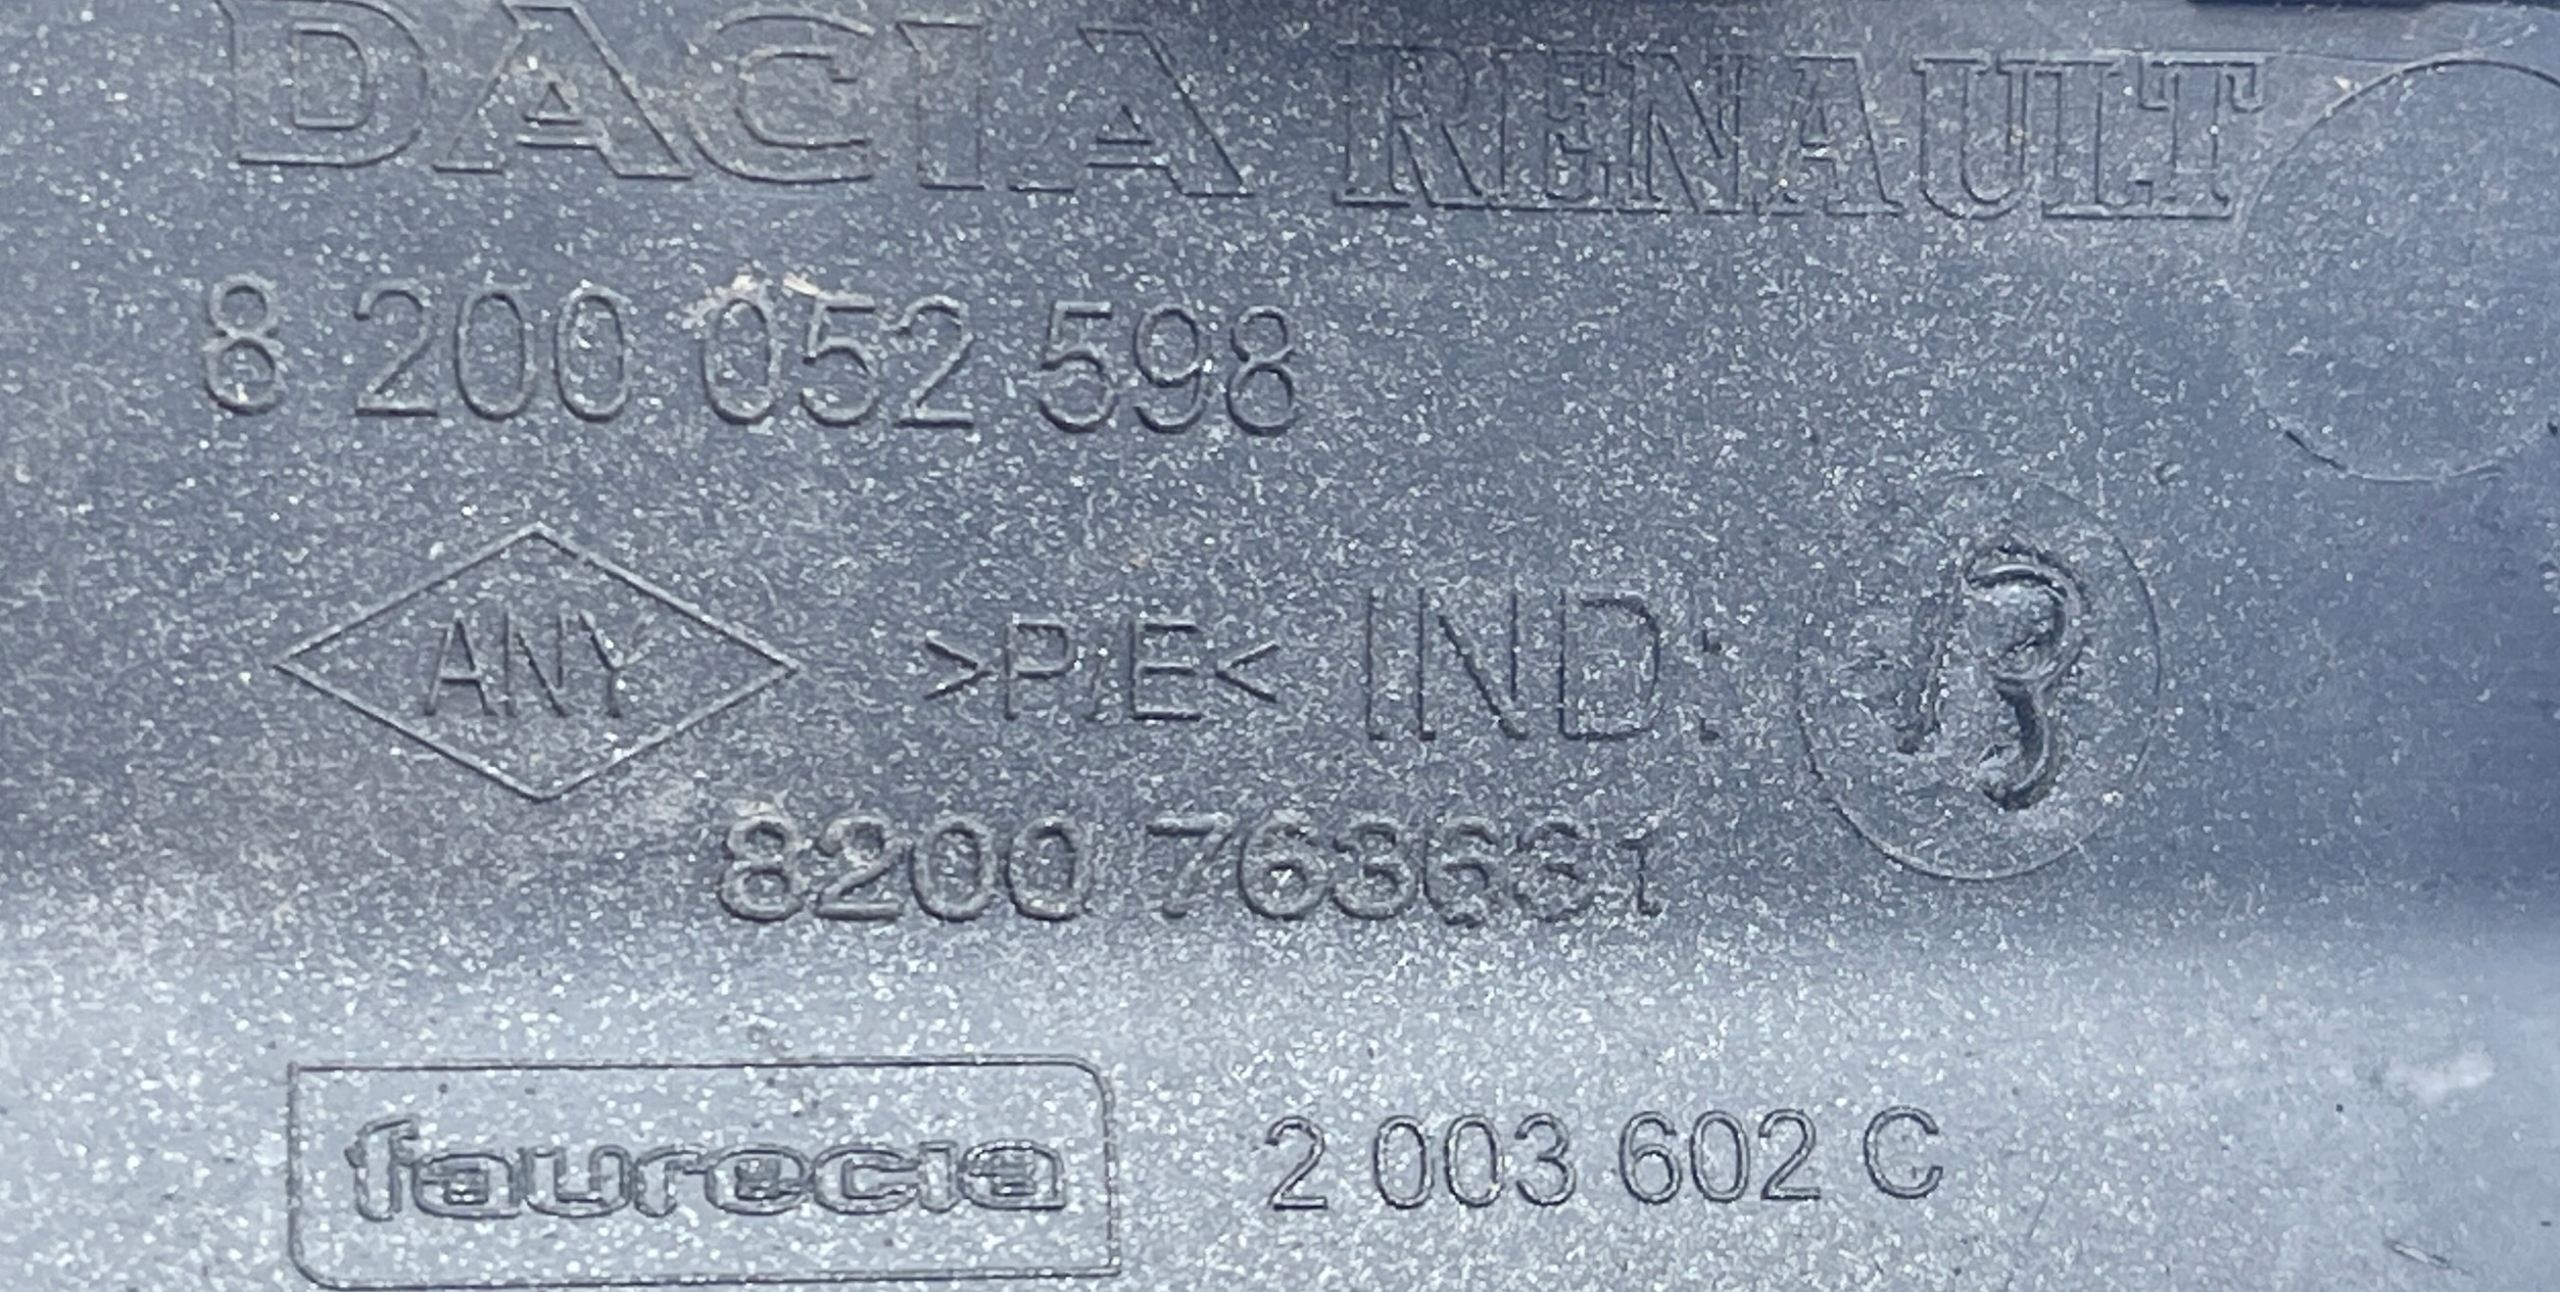 DACIA RENAULT
8 200 052 598
ANY >P/E< IND:
8200 763631
faurecia 2 003 602 C